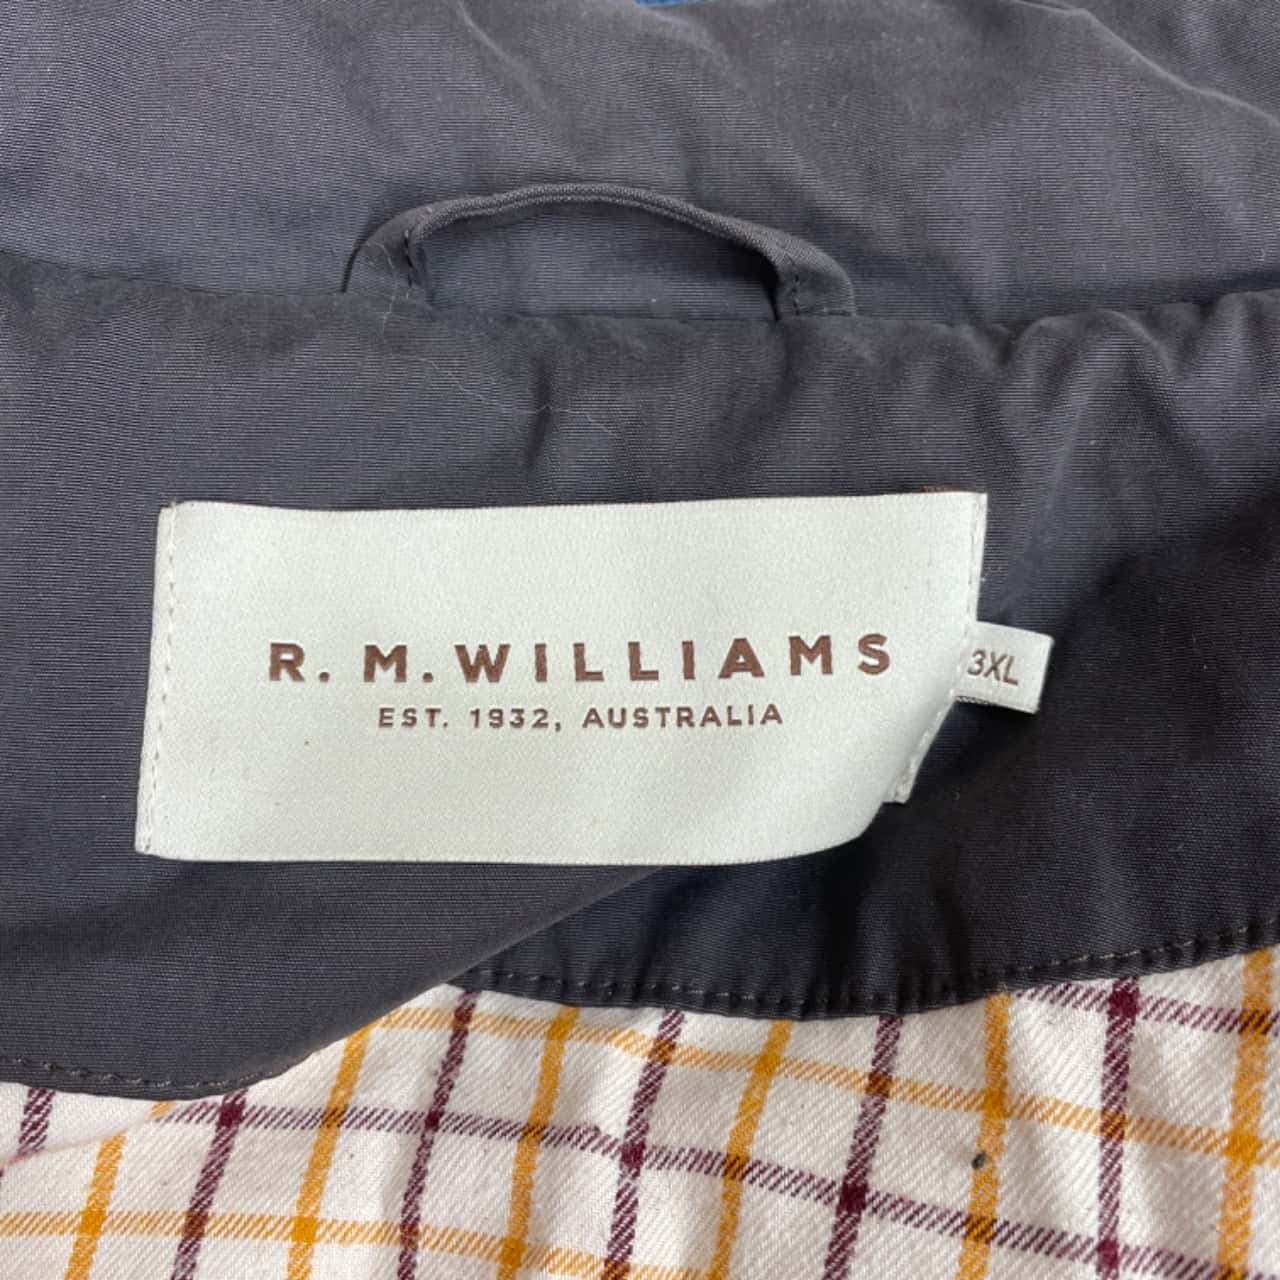 R. M. WILLIAMS
EST. 1932, AUSTRALIA
3XL